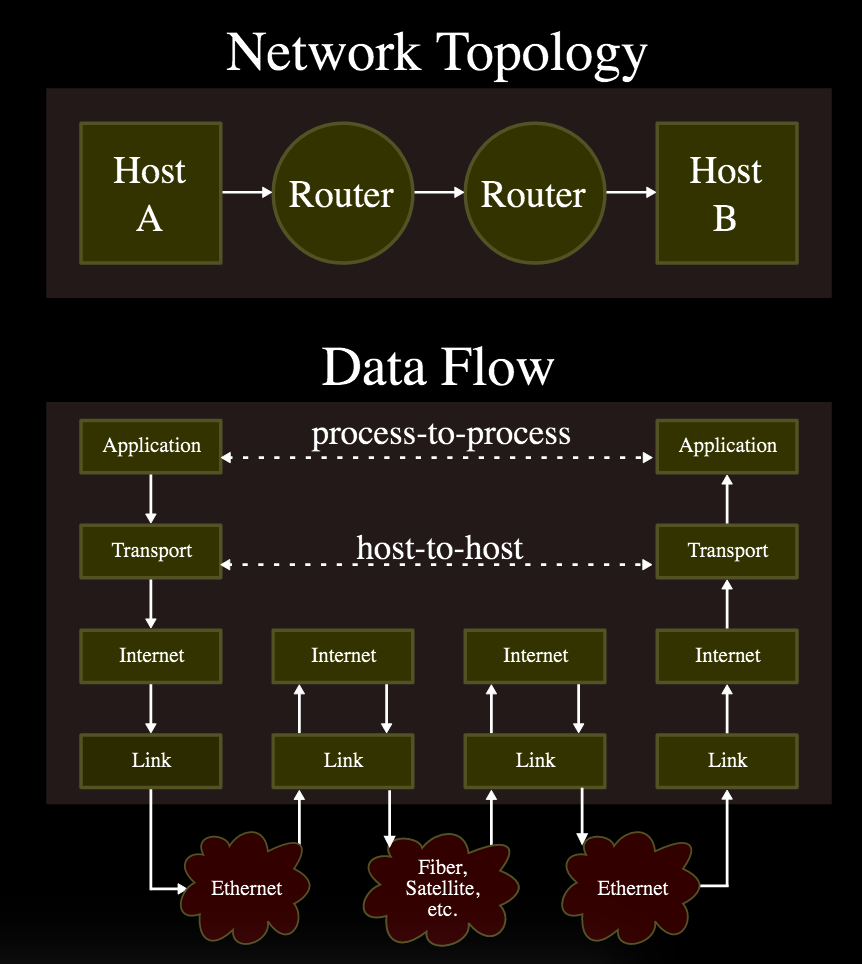 Network Topology
Host
A
Router
Router
Host
B
Data Flow
Application
process-to-process
Application
Transport
host-to-host
Transport
Internet
Internet
Internet
Internet
Link
Link
Link
Link
Ethernet
Fiber,
Satellite,
etc.
Ethernet